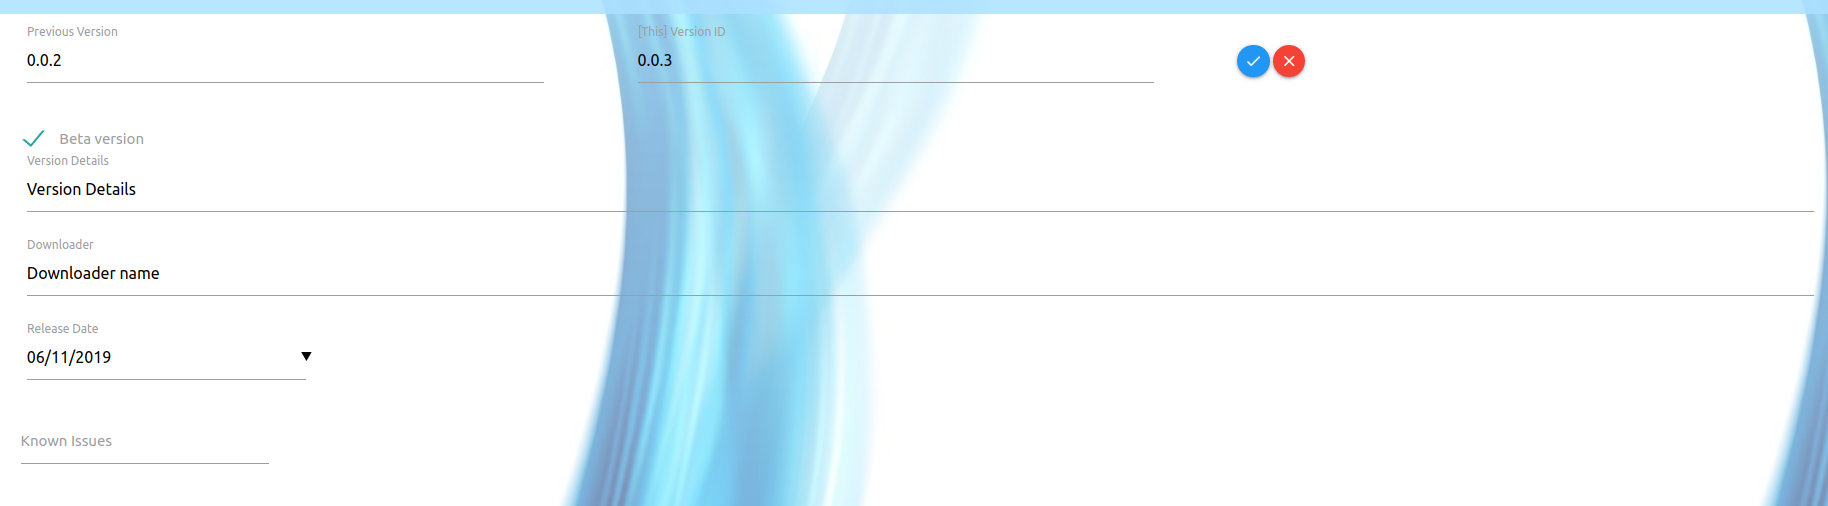 Previous Version
[This] Version ID
0.0.2
0.0.3
Beta version
Version Details
Version Details
Downloader
Downloader name
Release Date
06/11/2019
Known Issues